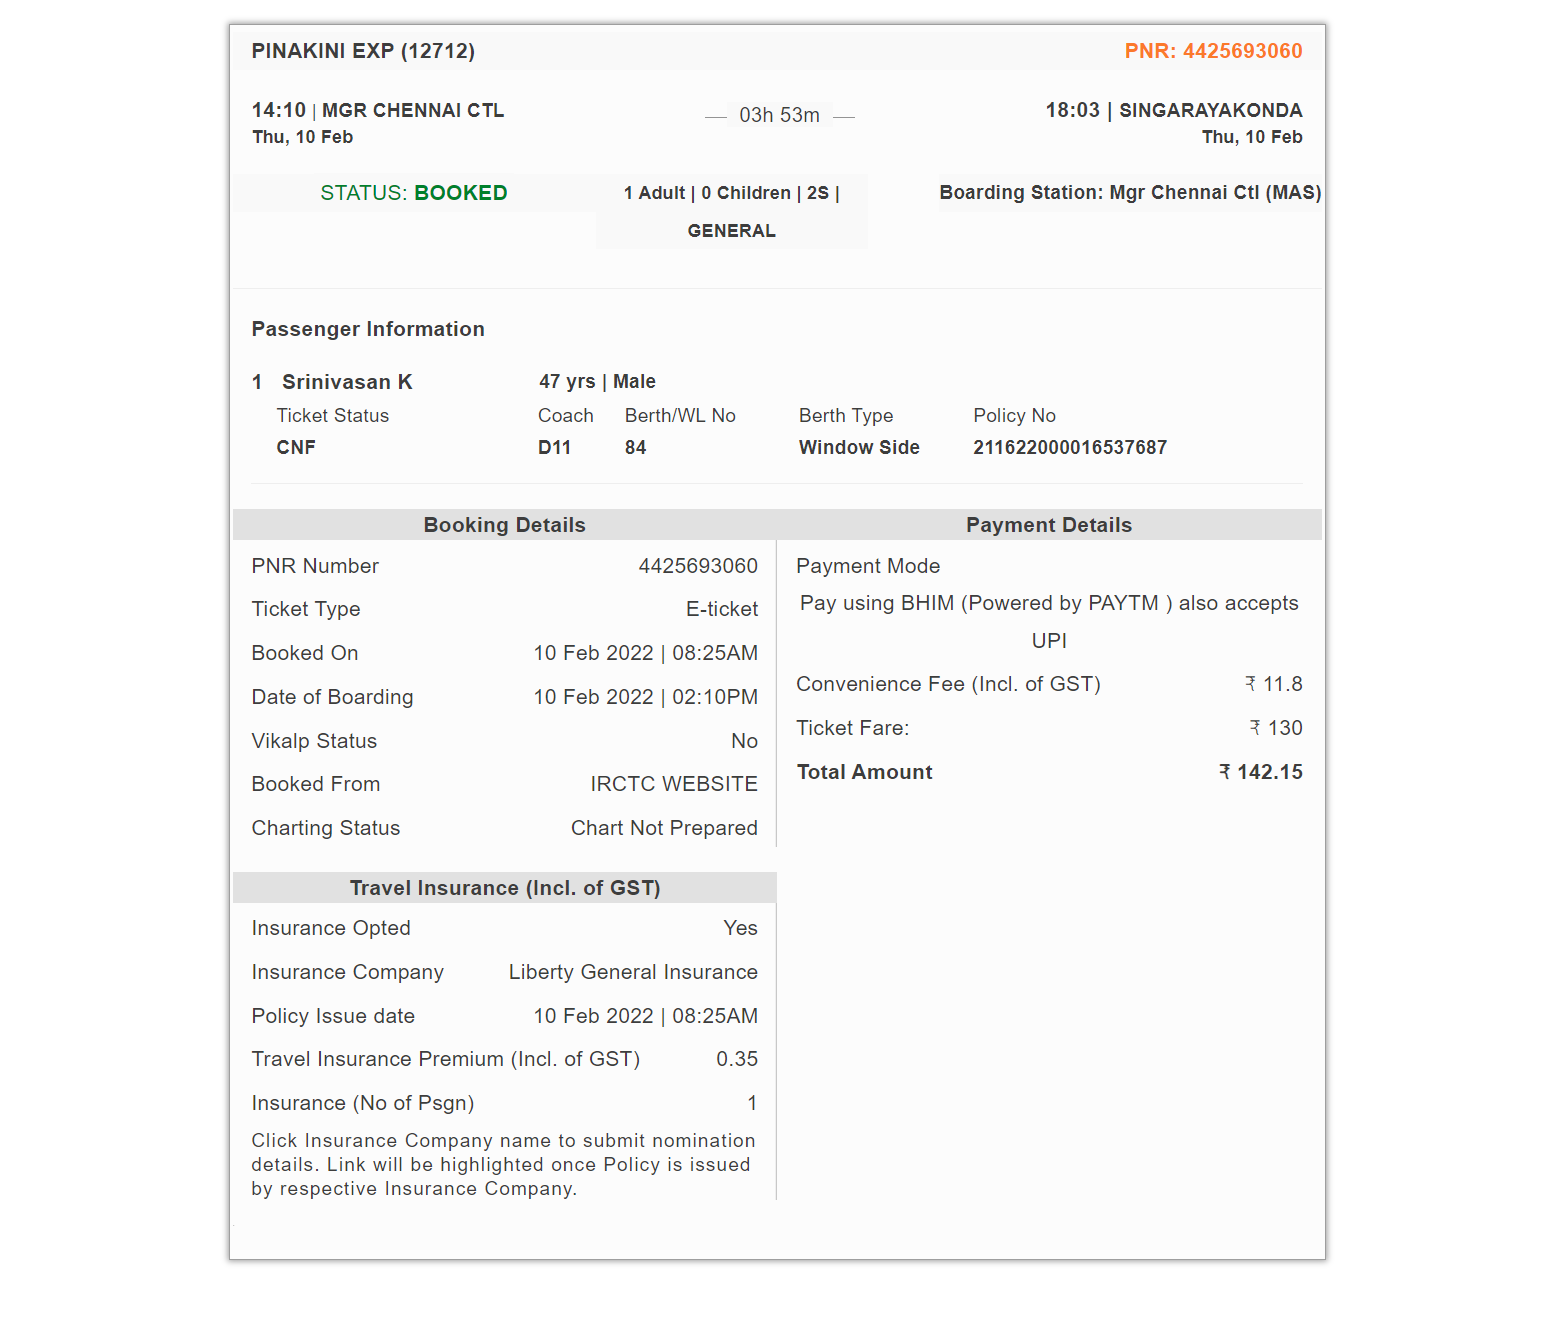 PINAKINI EXP (12712) PNR: 4425693060
14:10 | MGR CHENNAI CTL — 03h 53m — 18:03 | SINGARAYAKONDA
Thu, 10 Feb Thu, 10 Feb
STATUS: BOOKED 1 Adult | 0 Children | 2S | Boarding Station: Mgr Chennai Ctl (MAS)
GENERAL
Passenger Information
1 Srinivasan K 47 yrs | Male
Ticket Status Coach Berth/WL No Berth Type Policy No
CNF D11 84 Window Side 211622000016537687
Booking Details Payment Details
PNR Number 4425693060
Ticket Type E-ticket
Booked On 10 Feb 2022 | 08:25AM
Date of Boarding 10 Feb 2022 | 02:10PM
Vikalp Status No
Booked From IRCTC WEBSITE
Charting Status Chart Not Prepared
Payment Mode
Pay using BHIM (Powered by PAYTM ) also accepts
UPI
Convenience Fee (Incl. of GST) ₹ 11.8
Ticket Fare: ₹ 130
Total Amount ₹ 142.15
Travel Insurance (Incl. of GST)
Insurance Opted Yes
Insurance Company Liberty General Insurance
Policy Issue date 10 Feb 2022 | 08:25AM
Travel Insurance Premium (Incl. of GST) 0.35
Insurance (No of Psgn) 1
Click Insurance Company name to submit nomination
details. Link will be highlighted once Policy is issued
by respective Insurance Company.